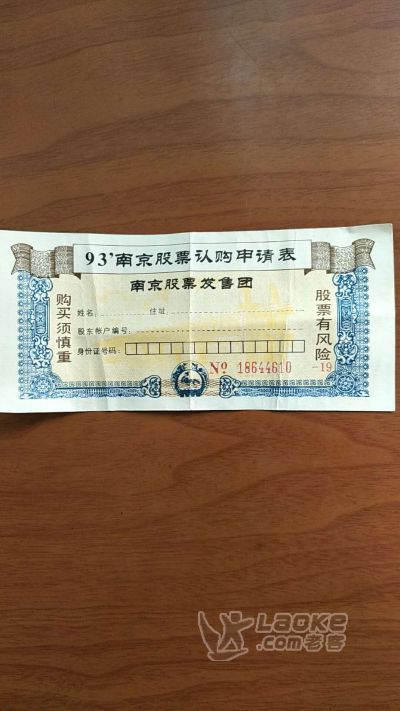 93'南京股票认购申请表
南京股票发售团
购买须慎重
姓名: 住址
股东帐户编号:
身份证号码:
股票有风险
Nº 18644610 -19
LAOKE
.com老客